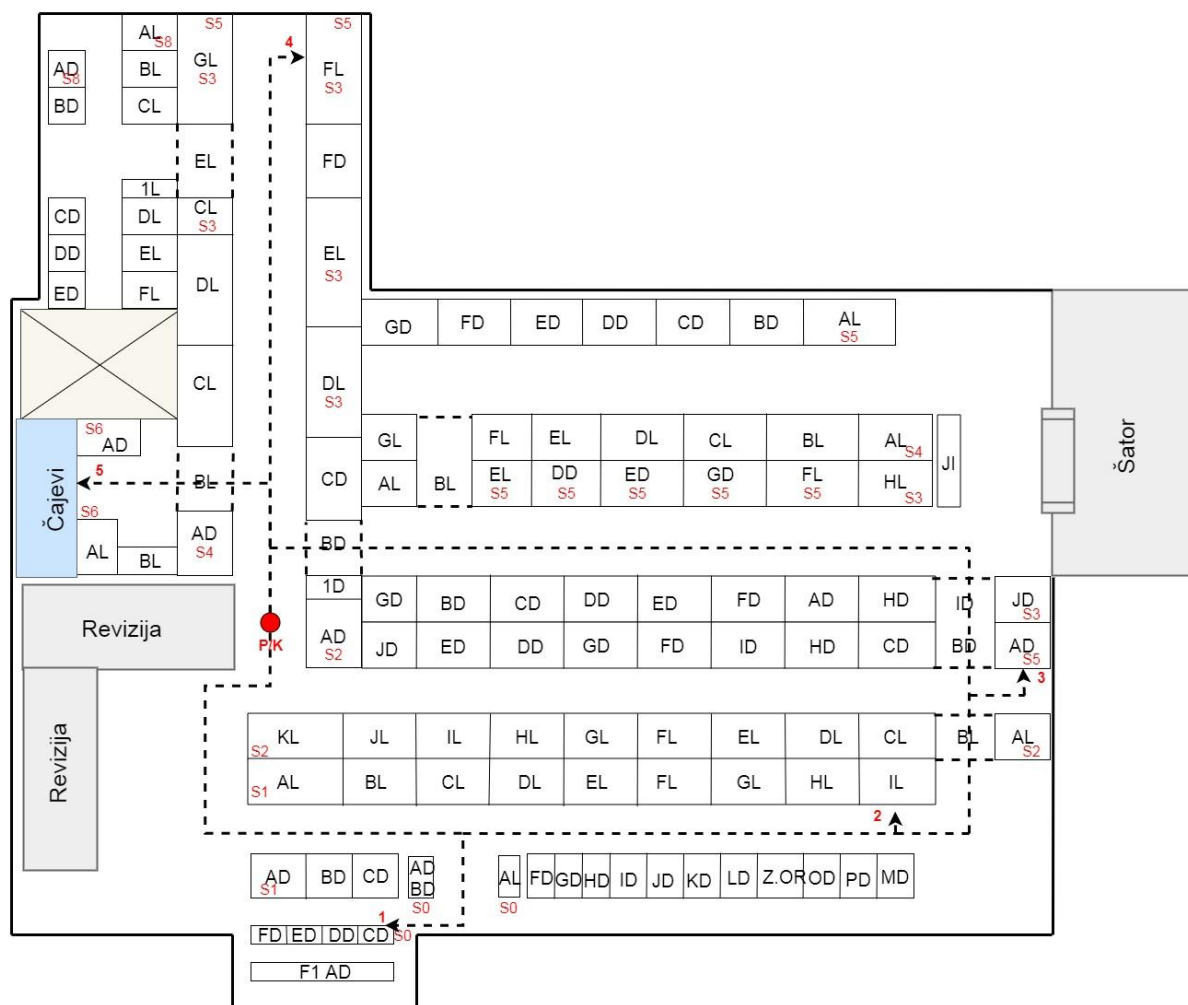 AL
S8
S5
S5
4
AD
S8
BL
GL
S3
FL
S3
BD
CL
EL
FD
1L
CD
DL
CL
S3
DD
EL
EL
S3
ED
FL
DL
GD
FD
ED
DD
CD
BD
AL
S5
CL
DL
S3
S6
AD
GL
FL
EL
DL
CL
BL
AL
S4
JI
Šator
5
BL
CD
AL
BL
EL
S5
DD
S5
ED
S5
GD
S5
FL
S5
HL
S3
Čajevi
S6
AL
BL
AD
S4
BD
1D
GD
BD
CD
DD
ED
FD
AD
HD
ID
JD
S3
Revizija
P/K
AD
S2
JD
ED
DD
GD
FD
ID
HD
CD
BD
AD
S5
3
Revizija
S2
KL
JL
IL
HL
GL
FL
EL
DL
CL
BL
AL
S2
S1
AL
BL
CL
DL
EL
FL
GL
HL
IL
2
AD
S1
BD
CD
AD
BD
S0
AL
S0
FD
GD
HD
ID
JD
KD
LD
Z.OR
OD
PD
MD
1
FD
ED
DD
CD
S0
F1 AD